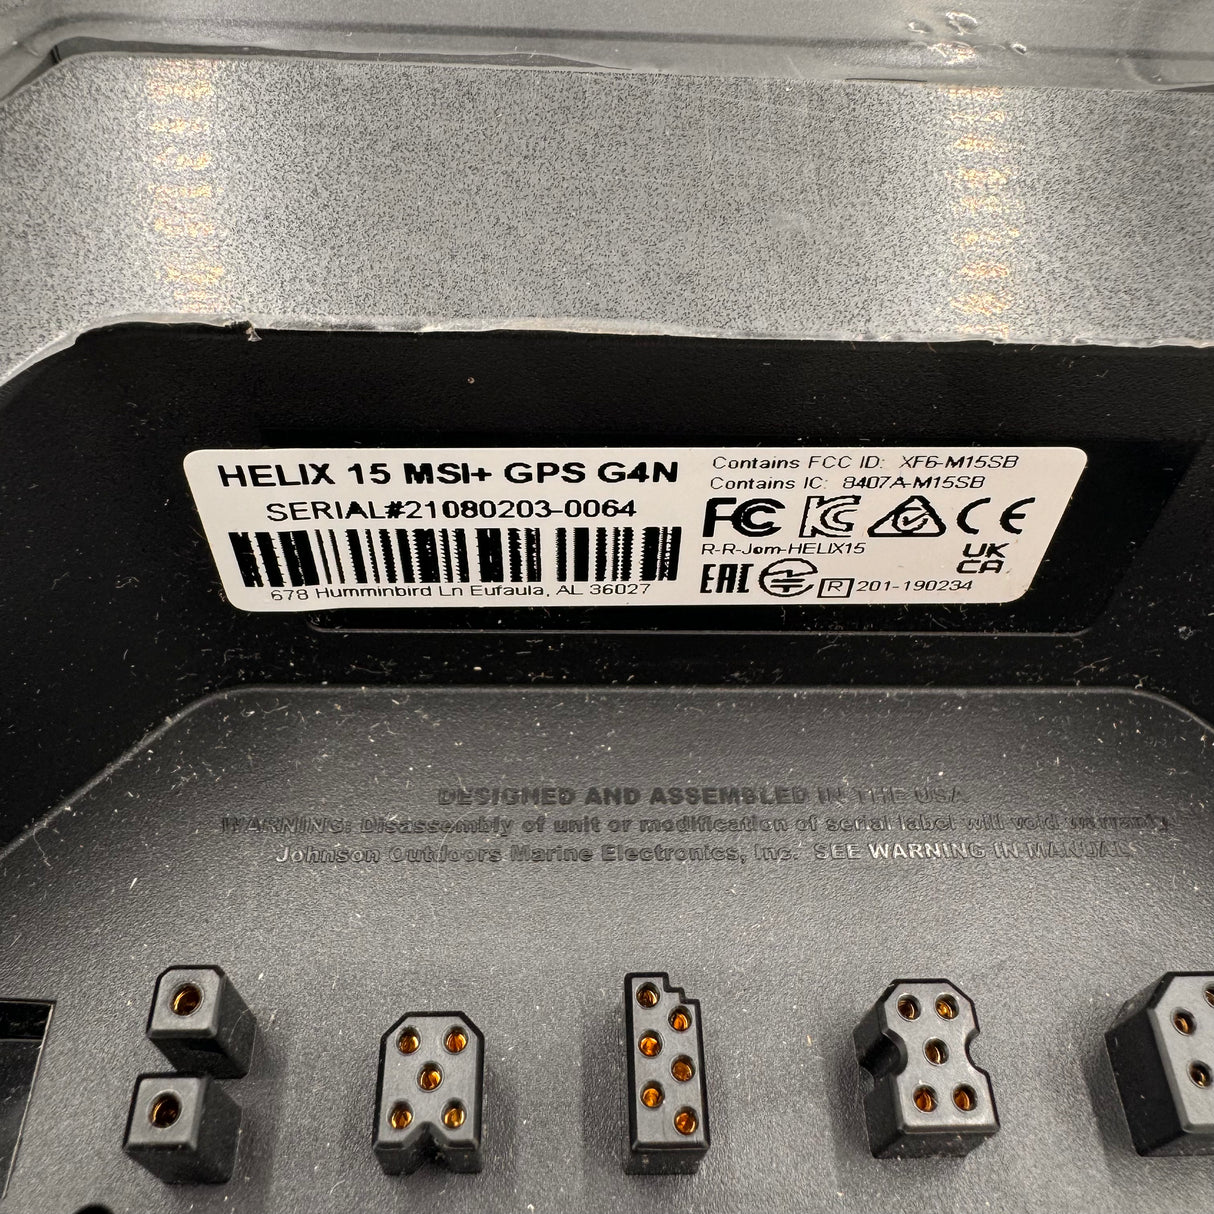 HELIX 15 MSI+ GPS G4N
SERIAL#21080203-0064
678 Humminbird Ln Eufaula, AL 36027
Contains FCC ID: XF6-M15SB
Contains IC: 8407A-M15SB
FC CE
R-R-Jom-HELIX15
UK
CA
EAC R 201-190234
DESIGNED AND ASSEMBLED IN THE USA
WARNING: Disassembly of unit or modification of serial label will void warranty
Johnson Outdoors Marine Electronics, Inc. SEE WARNING IN MANUAL